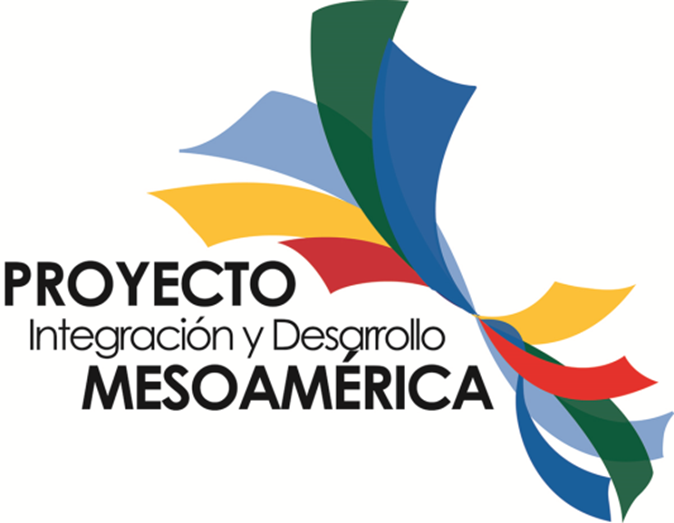 PROYECTO
Integración y Desarrollo
MESOAMÉRICA